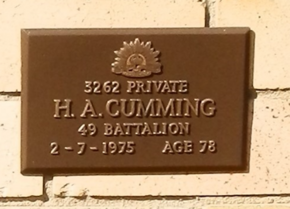 3262 PRIVATE
H. A. CUMMING
49 BATTALION
2-7-1975 AGE 78